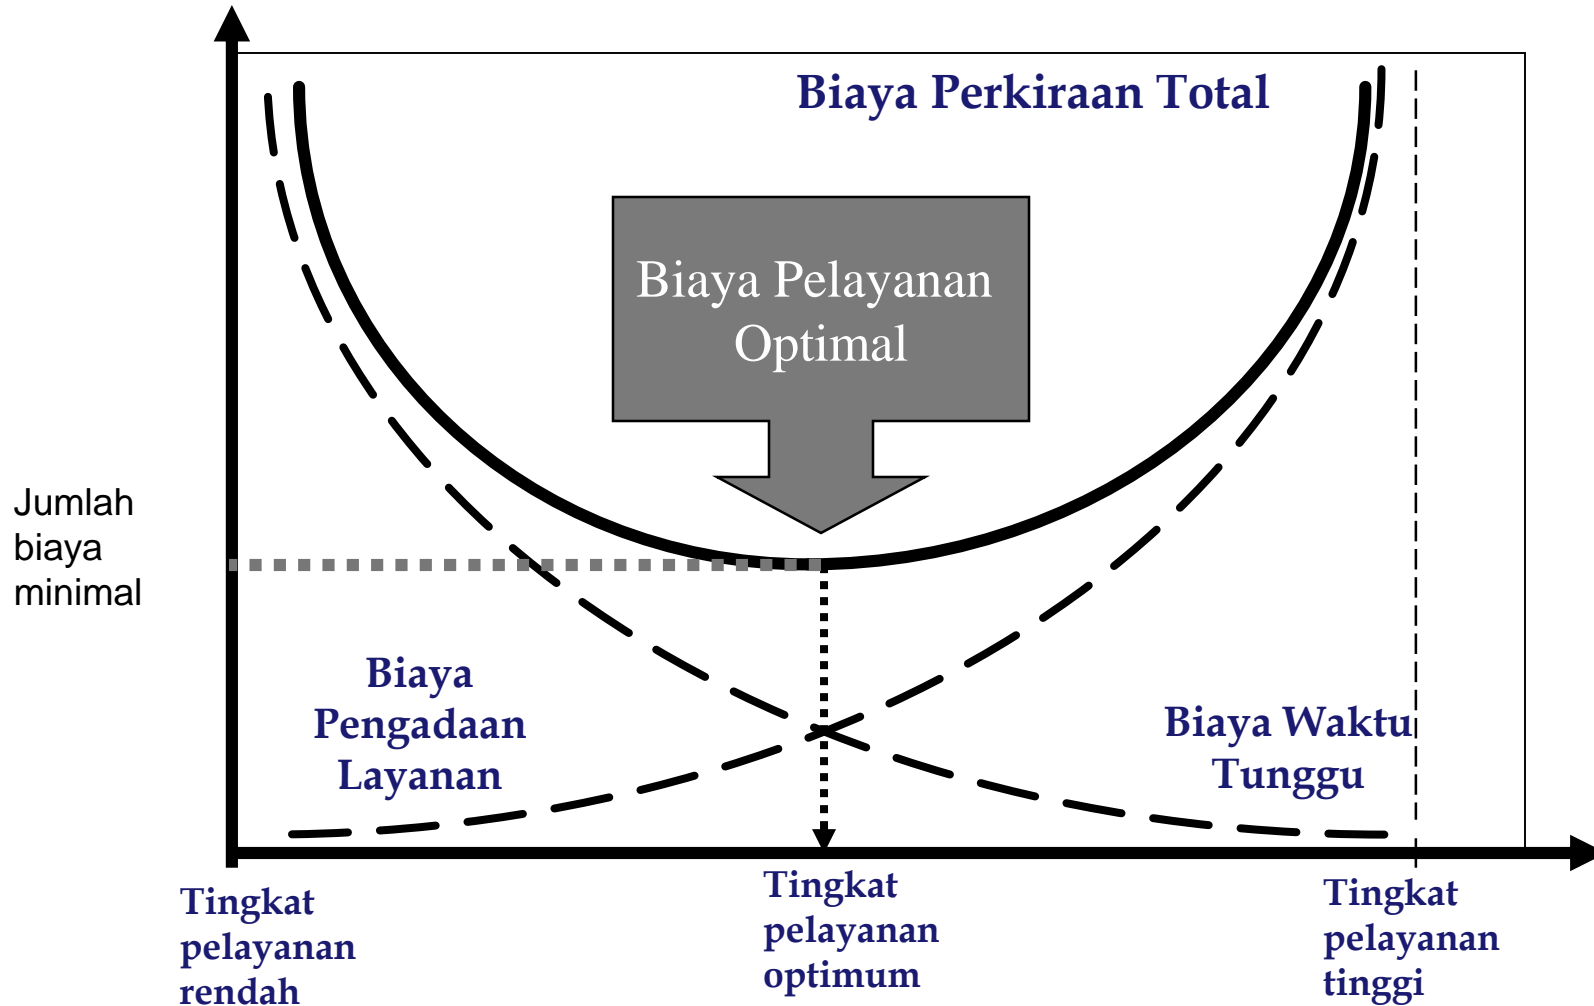 Biaya Perkiraan Total
Biaya Pelayanan
Optimal
Jumlah
biaya
minimal
Biaya
Pengadaan
Layanan
Biaya Waktu
Tunggu
Tingkat
pelayanan
rendah
Tingkat
pelayanan
optimum
Tingkat
pelayanan
tinggi